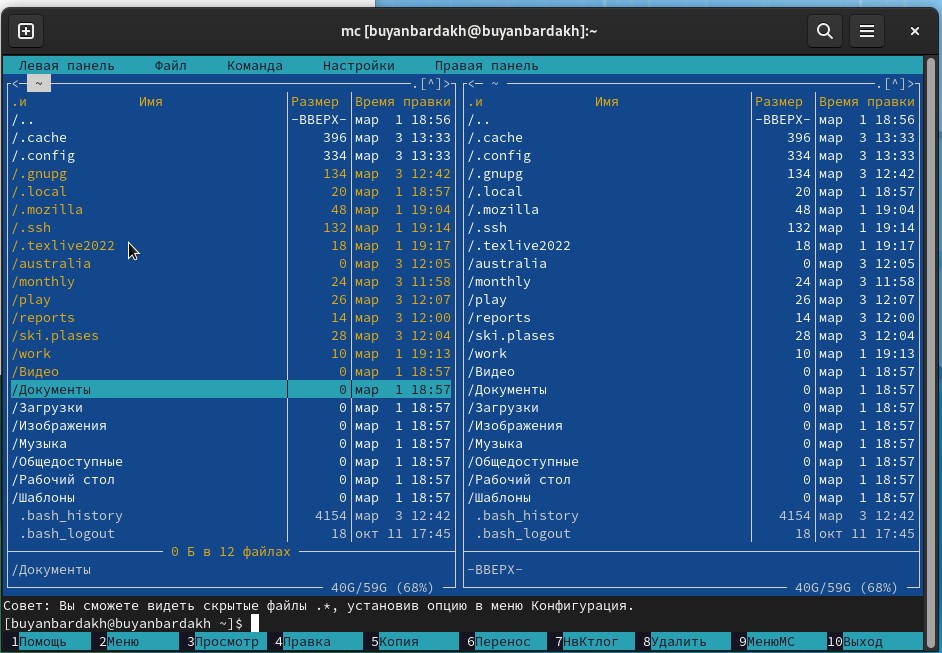 mc [buyanbardakh@buyanbardakh]:~
Левая панель Файл Команда Настройки Правая панель
<- ~ .[^]> <- ~ .[^]>
.и Имя Размер Время правки .и Имя Размер Время правки
/.. -ВВЕРХ- мар 1 18:56 /.. -ВВЕРХ- мар 1 18:56
/.cache 396 мар 3 13:33 /.cache 396 мар 3 13:33
/.config 334 мар 3 13:33 /.config 334 мар 3 13:33
/.gnupg 134 мар 3 12:42 /.gnupg 134 мар 3 12:42
/.local 20 мар 1 18:57 /.local 20 мар 1 18:57
/.mozilla 48 мар 1 19:04 /.mozilla 48 мар 1 19:04
/.ssh 132 мар 1 19:14 /.ssh 132 мар 1 19:14
/.texlive2022 18 мар 1 19:17 /.texlive2022 18 мар 1 19:17
/australia 0 мар 3 12:05 /australia 0 мар 3 12:05
/monthly 24 мар 3 11:58 /monthly 24 мар 3 11:58
/play 26 мар 3 12:07 /play 26 мар 3 12:07
/reports 14 мар 3 12:00 /reports 14 мар 3 12:00
/ski.plases 28 мар 3 12:04 /ski.plases 28 мар 3 12:04
/work 10 мар 1 19:13 /work 10 мар 1 19:13
/Видео 0 мар 1 18:57 /Видео 0 мар 1 18:57
/Документы 0 мар 1 18:57 /Документы 0 мар 1 18:57
/Загрузки 0 мар 1 18:57 /Загрузки 0 мар 1 18:57
/Изображения 0 мар 1 18:57 /Изображения 0 мар 1 18:57
/Музыка 0 мар 1 18:57 /Музыка 0 мар 1 18:57
/Общедоступные 0 мар 1 18:57 /Общедоступные 0 мар 1 18:57
/Рабочий стол 0 мар 1 18:57 /Рабочий стол 0 мар 1 18:57
/Шаблоны 0 мар 1 18:57 /Шаблоны 0 мар 1 18:57
.bash_history 4154 мар 3 12:42 .bash_history 4154 мар 3 12:42
.bash_logout 18 окт 11 17:45 .bash_logout 18 окт 11 17:45
0 Б в 12 файлах
/Документы -ВВЕРХ-
40G/59G (68%) 40G/59G (68%)
Совет: Вы сможете видеть скрытые файлы .*, установив опцию в меню Конфигурация.
[buyanbardakh@buyanbardakh ~]$
1Помощь 2Меню 3Просмотр 4Правка 5Копия 6Перенос 7НвКтлог 8Удалить 9МенюМС 10Выход